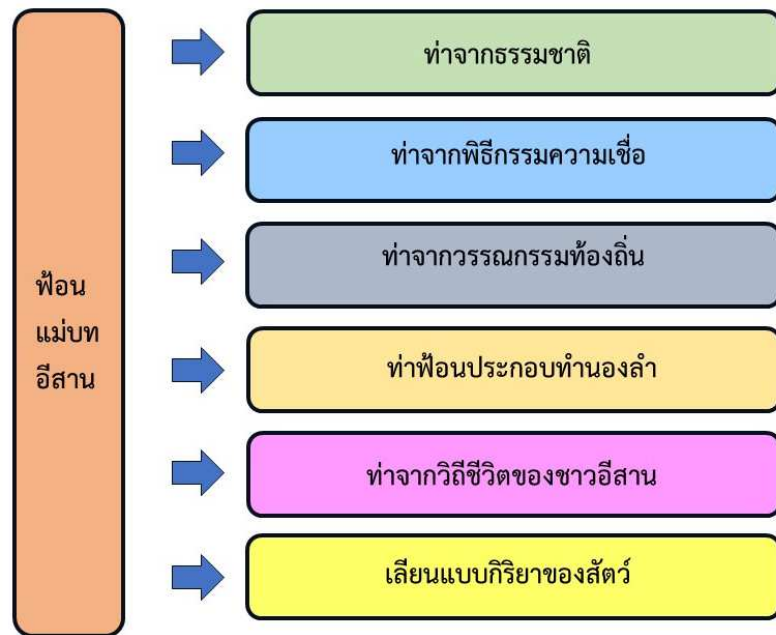 ฟ้อน
แม่บท
อีสาน
ท่าจากธรรมชาติ
ท่าจากพิธีกรรมความเชื่อ
ท่าจากวรรณกรรมท้องถิ่น
ท่าฟ้อนประกอบทำนองลำ
ท่าจากวิถีชีวิตของชาวอีสาน
เลียนแบบกิริยาของสัตว์